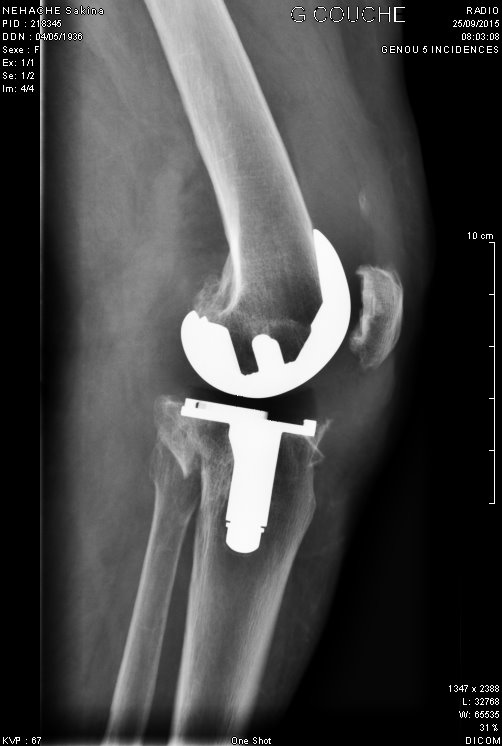 NEHACHE Sakina
PID : 218345
DDN : 04/05/1936
Sexe : F
Ex: 1/1
Se: 1/2
Im: 4/4
G COUCHE
RADIO
25/09/2015
08:03:08
GENOU 5 INCIDENCES
10 cm
1347 x 2388
L: 32768
W: 65535
31 %
KVP : 67
One Shot
DICOM